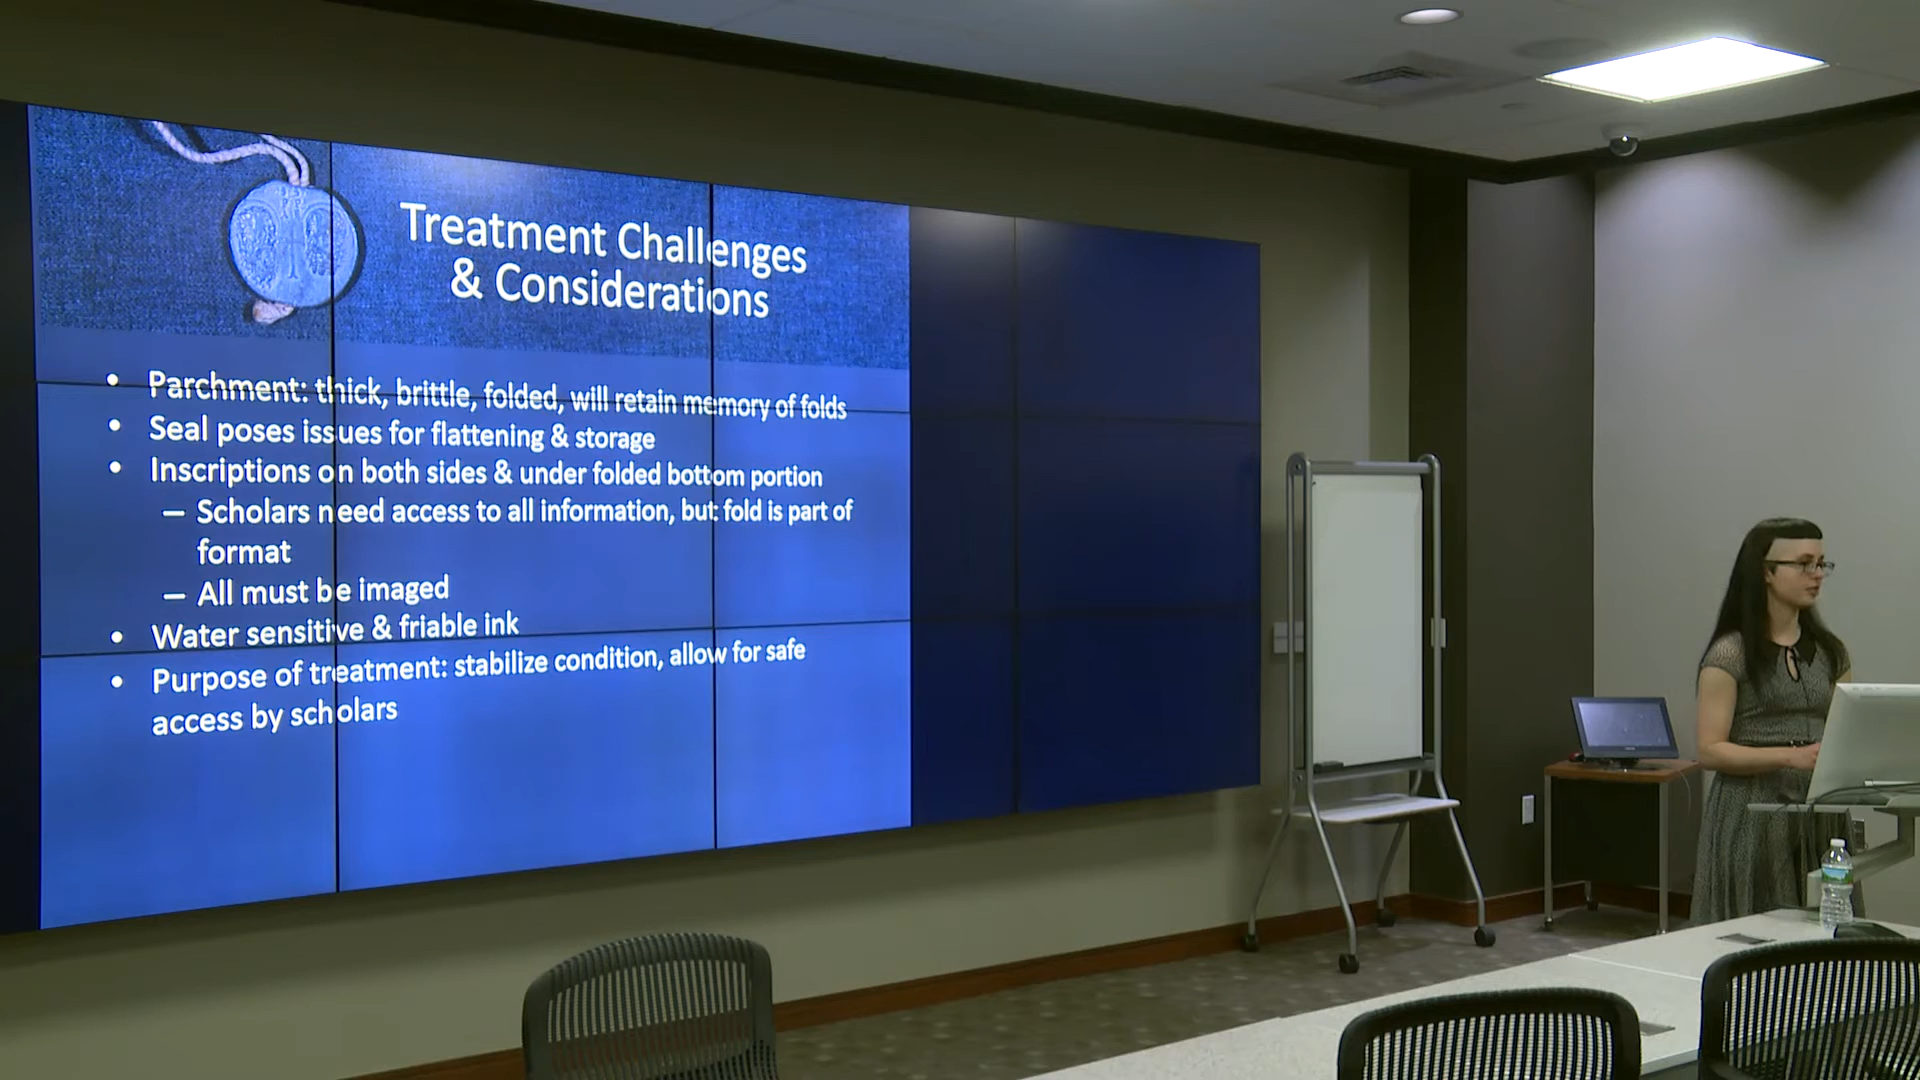 Treatment Challenges
& Considerations
• Parchment: thick, brittle, folded, will retain memory of folds
• Seal poses issues for flattening & storage
• Inscriptions on both sides & under folded bottom portion
– Scholars need access to all information, but fold is part of
format
– All must be imaged
• Water sensitive & friable ink
• Purpose of treatment: stabilize condition, allow for safe
access by scholars